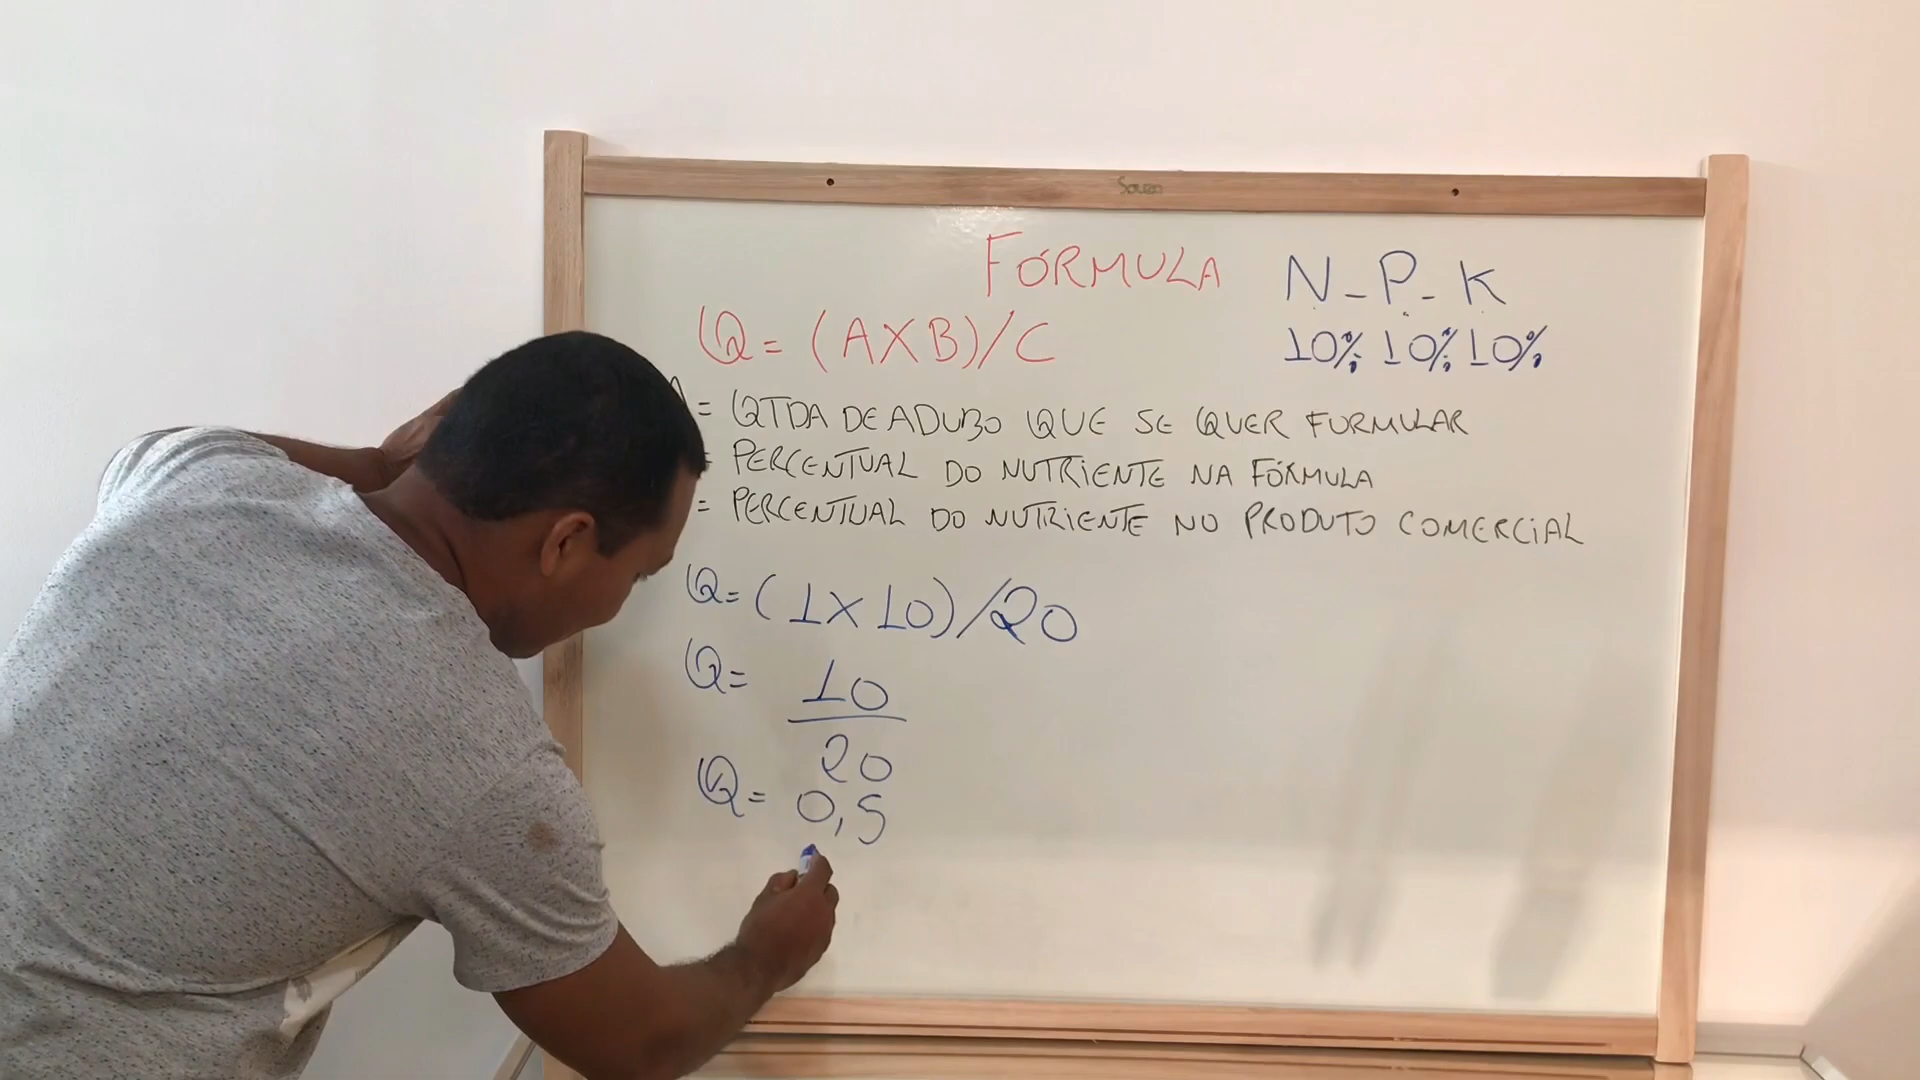 Souza
FÓRMULA N-P-K
Q=(AXB)/C 10% 10% 10%
= QTDA DE ADUBO QUE SE QUER FORMULAR
= PERCENTUAL DO NUTRIENTE NA FÓRMULA
= PERCENTUAL DO NUTRIENTE NO PRODUTO COMERCIAL
Q=(1X10)/20
Q= 10
20
Q= 0,5